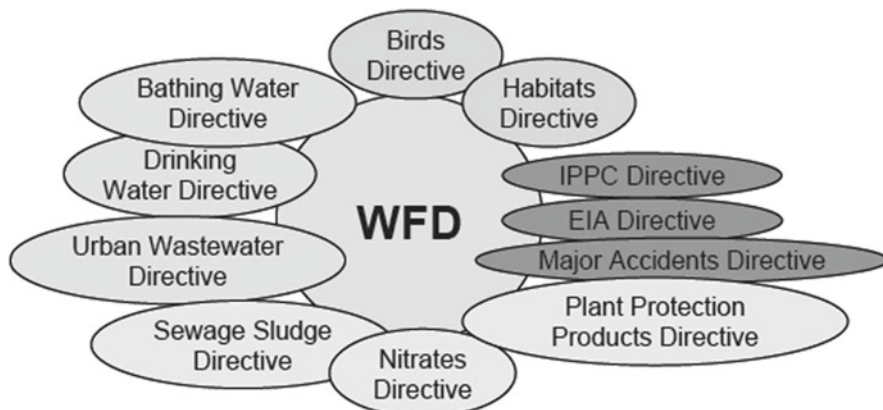 Birds
Directive
Bathing Water
Directive
Habitats
Directive
Drinking
Water Directive
IPPC Directive
WFD
EIA Directive
Urban Wastewater
Directive
Major Accidents Directive
Plant Protection
Products Directive
Sewage Sludge
Directive
Nitrates
Directive